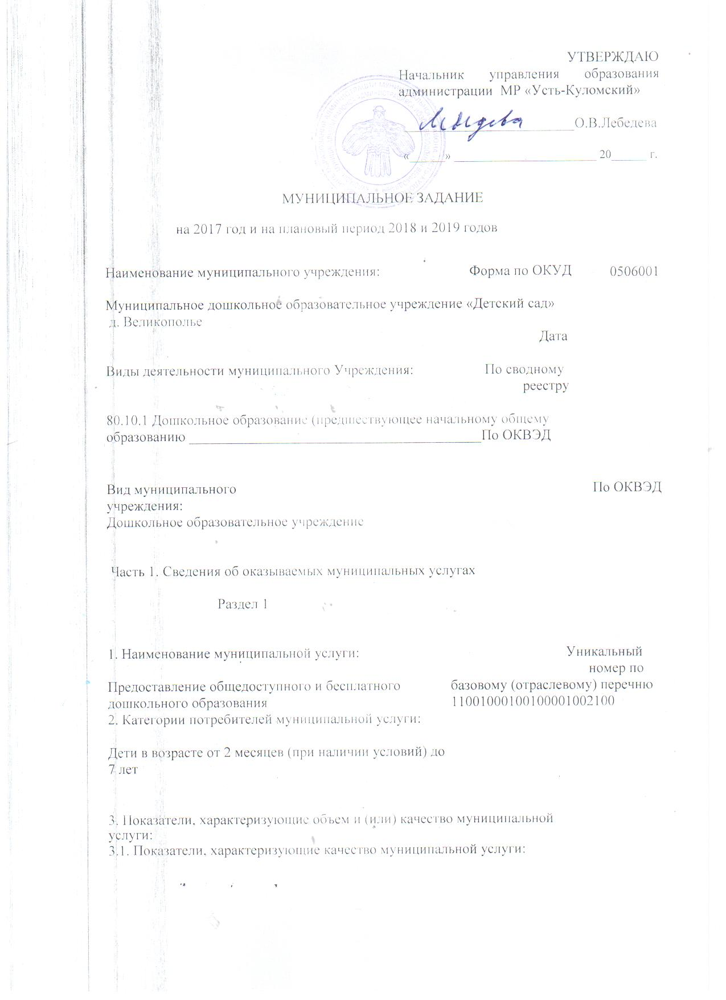 УТВЕРЖДАЮ
Начальник управления образования
администрации МР «Усть-Куломский»
____________________О.В.Лебедева
«_____» ____________________ 20_____ г.
МУНИЦИПАЛЬНОЕ ЗАДАНИЕ
на 2017 год и на плановый период 2018 и 2019 годов
Наименование муниципального учреждения: Форма по ОКУД 0506001
Муниципальное дошкольное образовательное учреждение «Детский сад»
д. Великополье
Дата
Виды деятельности муниципального Учреждения: По сводному
реестру
80.10.1 Дошкольное образование (предшествующее начальному общему
образованию _________________________________________По ОКВЭД
Вид муниципального По ОКВЭД
учреждения:
Дошкольное образовательное учреждение
Часть 1. Сведения об оказываемых муниципальных услугах
Раздел 1
1. Наименование муниципальной услуги: Уникальный
номер по
Предоставление общедоступного и бесплатного базовому (отраслевому) перечню
дошкольного образования 11001000100100001002100
2. Категории потребителей муниципальной услуги:
Дети в возрасте от 2 месяцев (при наличии условий) до
7 лет
3. Показатели, характеризующие объем и (или) качество муниципальной
услуги:
3.1. Показатели, характеризующие качество муниципальной услуги: